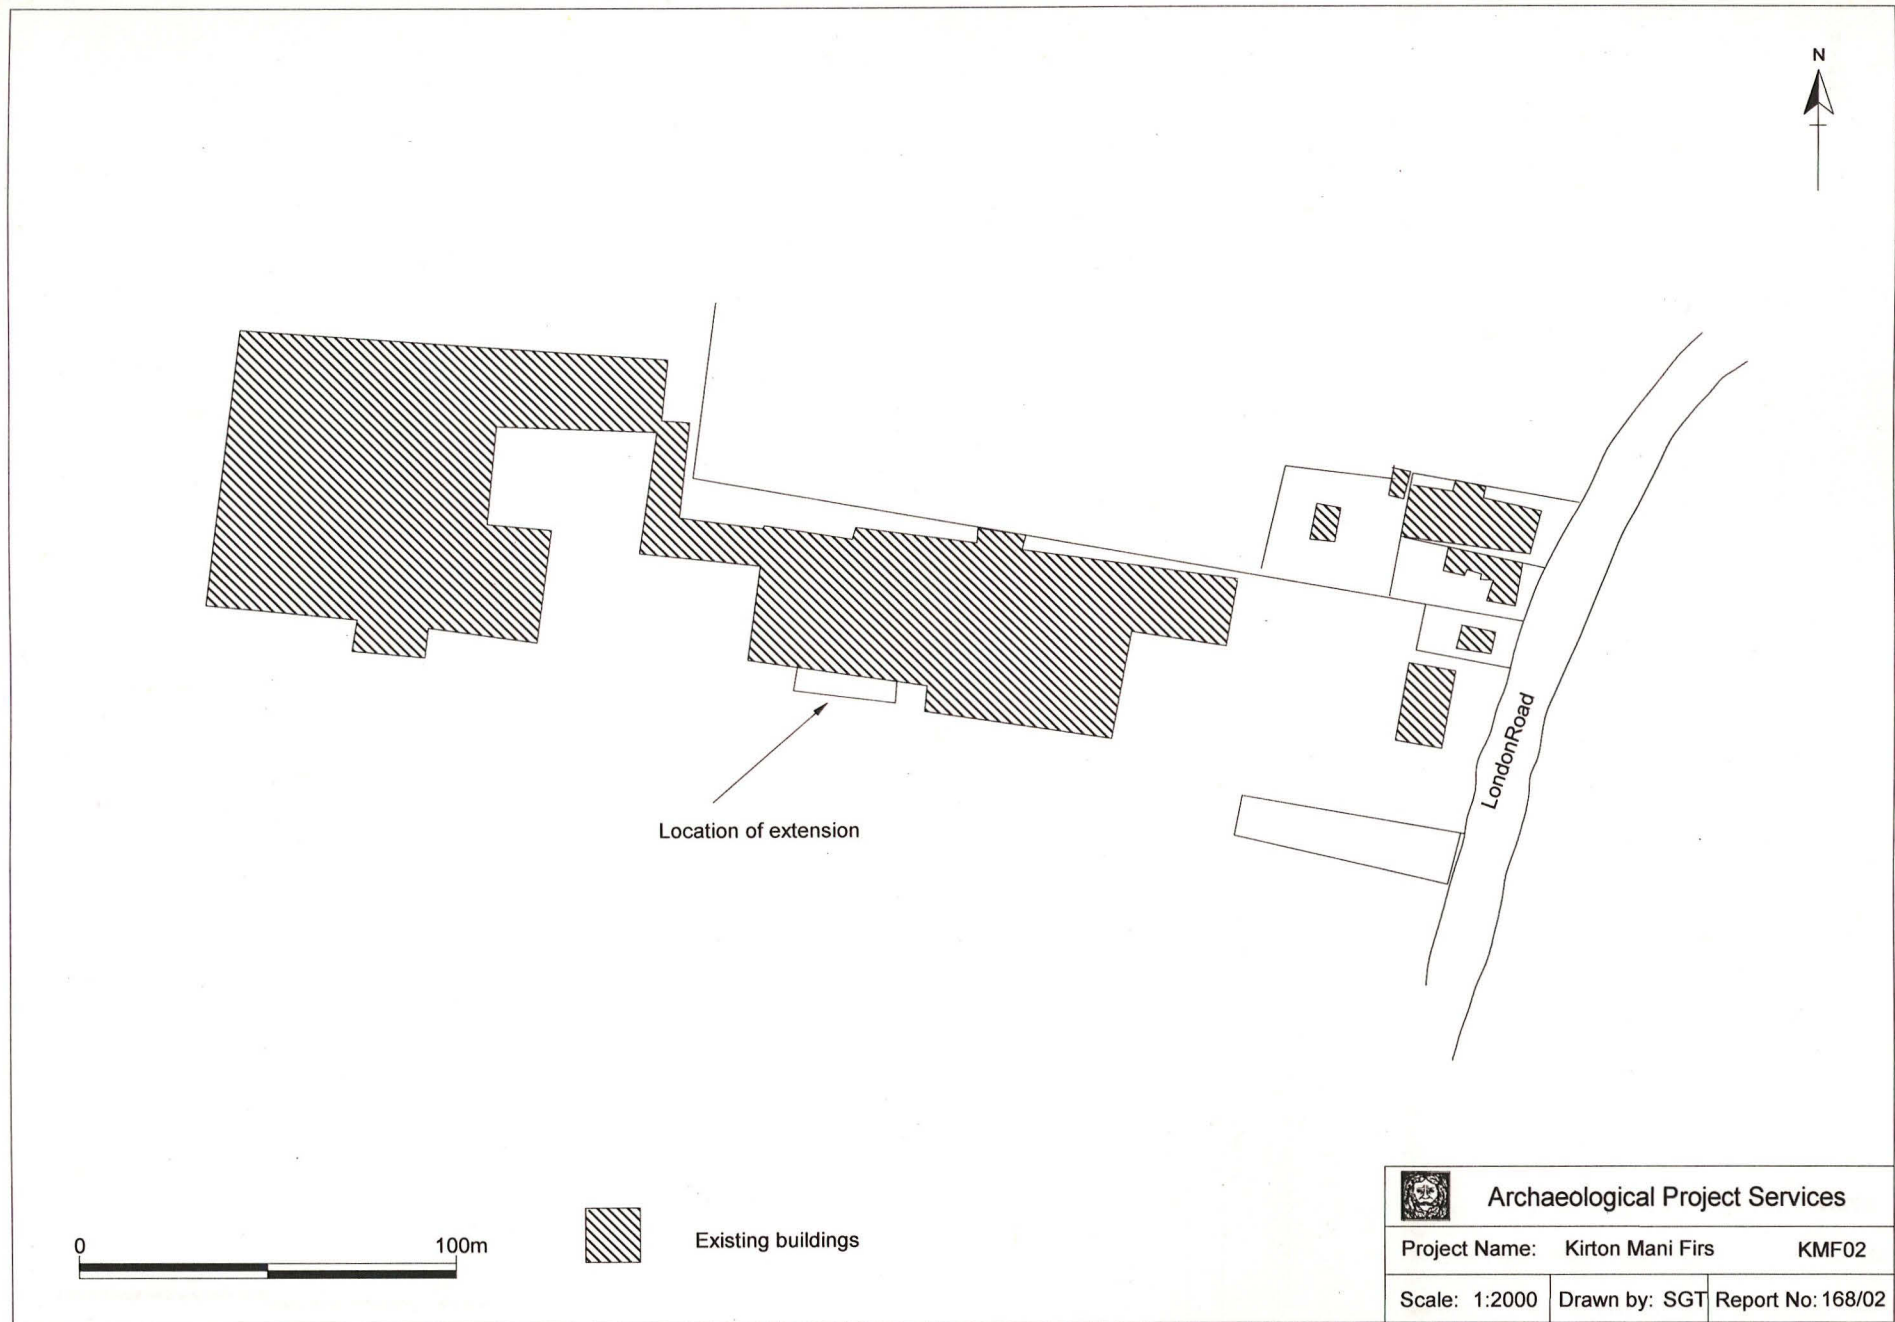 N
LondonRoad
Location of extension
0 100m
Existing buildings
Archaeological Project Services
Project Name: Kirton Mani Firs KMF02
Scale: 1:2000 Drawn by: SGT Report No: 168/02